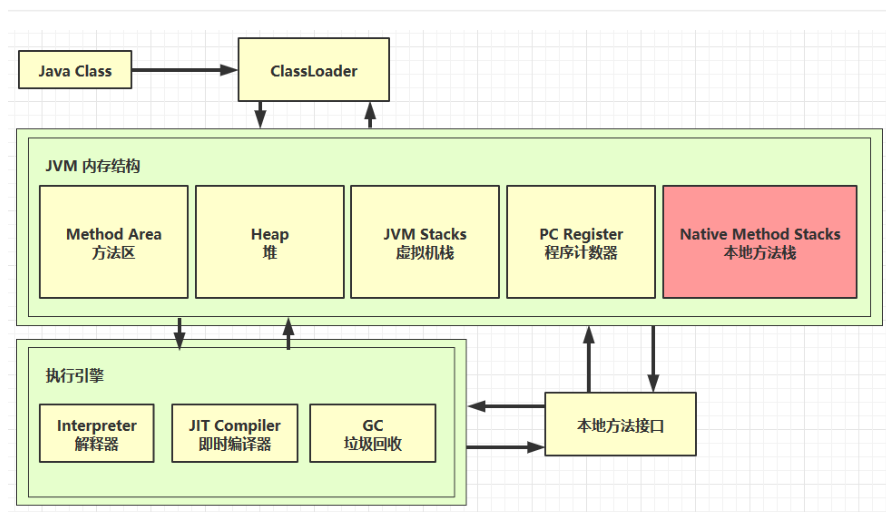 Java Class
ClassLoader
JVM 内存结构
Method Area
方法区
Heap
堆
JVM Stacks
虚拟机栈
PC Register
程序计数器
Native Method Stacks
本地方法栈
执行引擎
Interpreter
解释器
JIT Compiler
即时编译器
GC
垃圾回收
本地方法接口